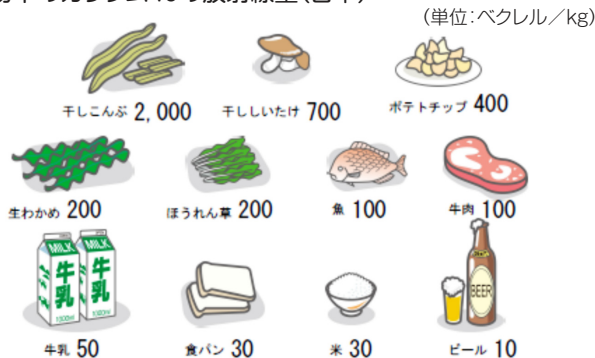 (単位:ベクレル/kg)
干しこんぶ 2,000
干ししいたけ 700
ポテトチップ 400
生わかめ 200
ほうれん草 200
魚 100
牛肉 100
MILK
MILK
牛乳
牛乳
1000ml
1000ml
BEER
牛乳 50
食パン 30
米 30
ビール 10